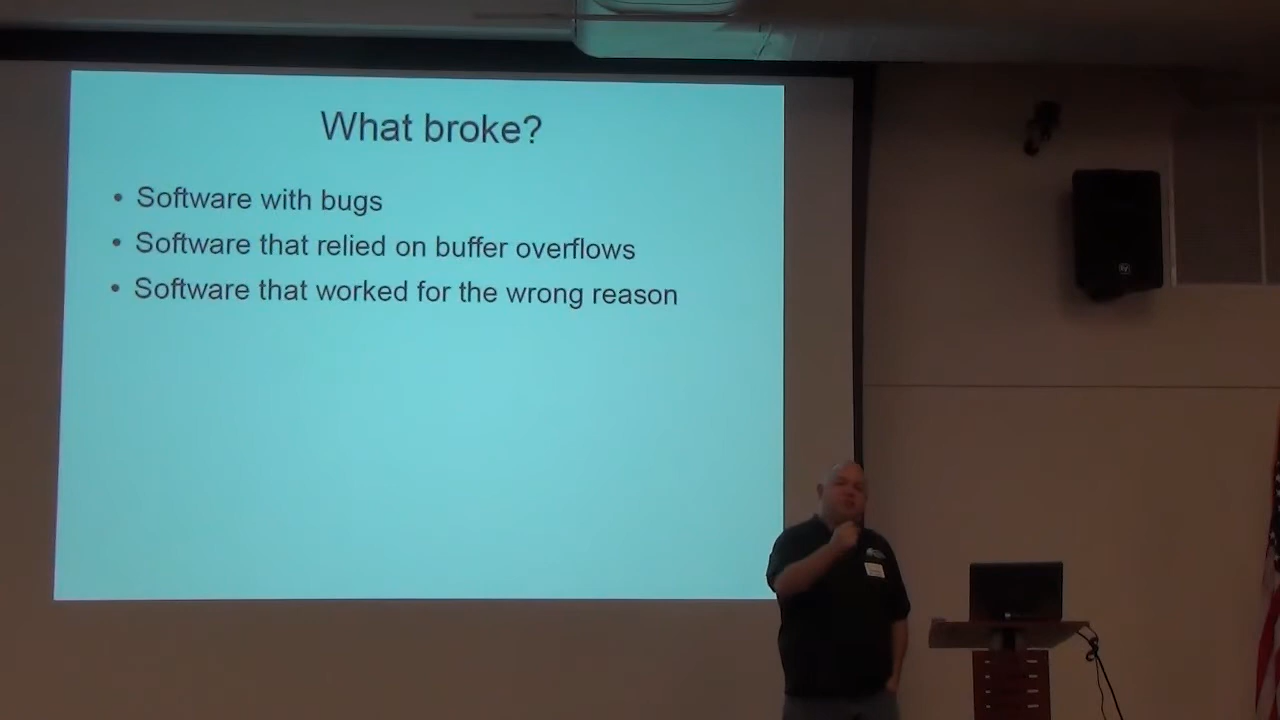 What broke?
• Software with bugs
• Software that relied on buffer overflows
• Software that worked for the wrong reason